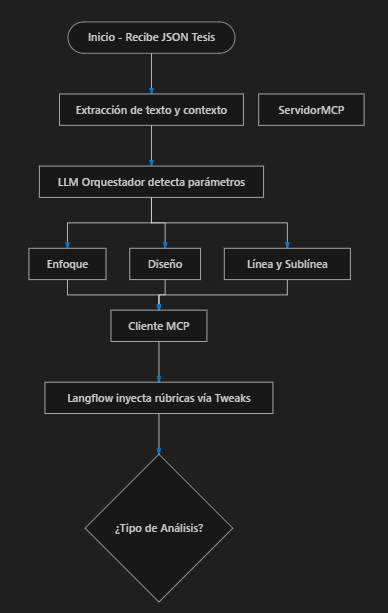 Inicio - Recibe JSON Tesis
Extracción de texto y contexto
ServidorMCP
LLM Orquestador detecta parámetros
Enfoque
Diseño
Línea y Sublínea
Cliente MCP
Langflow inyecta rúbricas vía Tweaks
¿Tipo de Análisis?